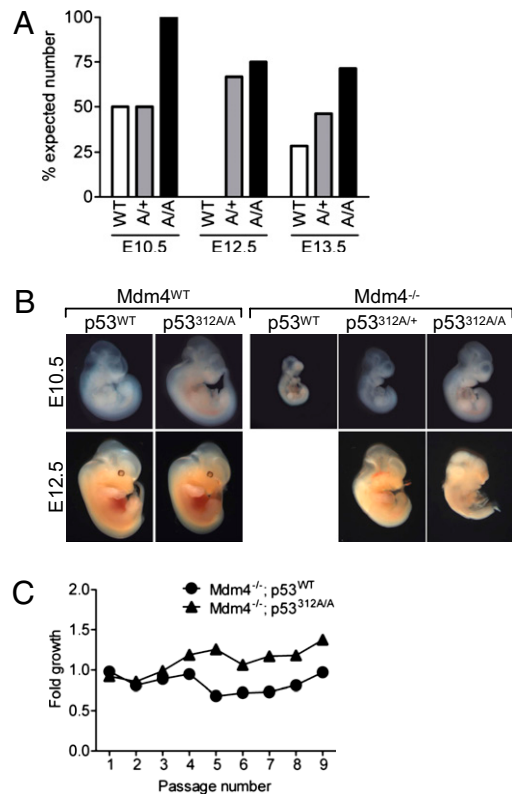 A
% expected number
100
75
50
25
0
WT A/+ A/A WT A/+ A/A WT A/+ A/A
E10.5 E12.5 E13.5
B
Mdm4WT Mdm4-/-
p53WT p53312A/A p53WT p53312A/+ p53312A/A
E10.5
E12.5
C
Fold growth
2.0
1.5
1.0
0.5
0.0
Mdm4-/-; p53WT
Mdm4-/-; p53312A/A
1 2 3 4 5 6 7 8 9
Passage number